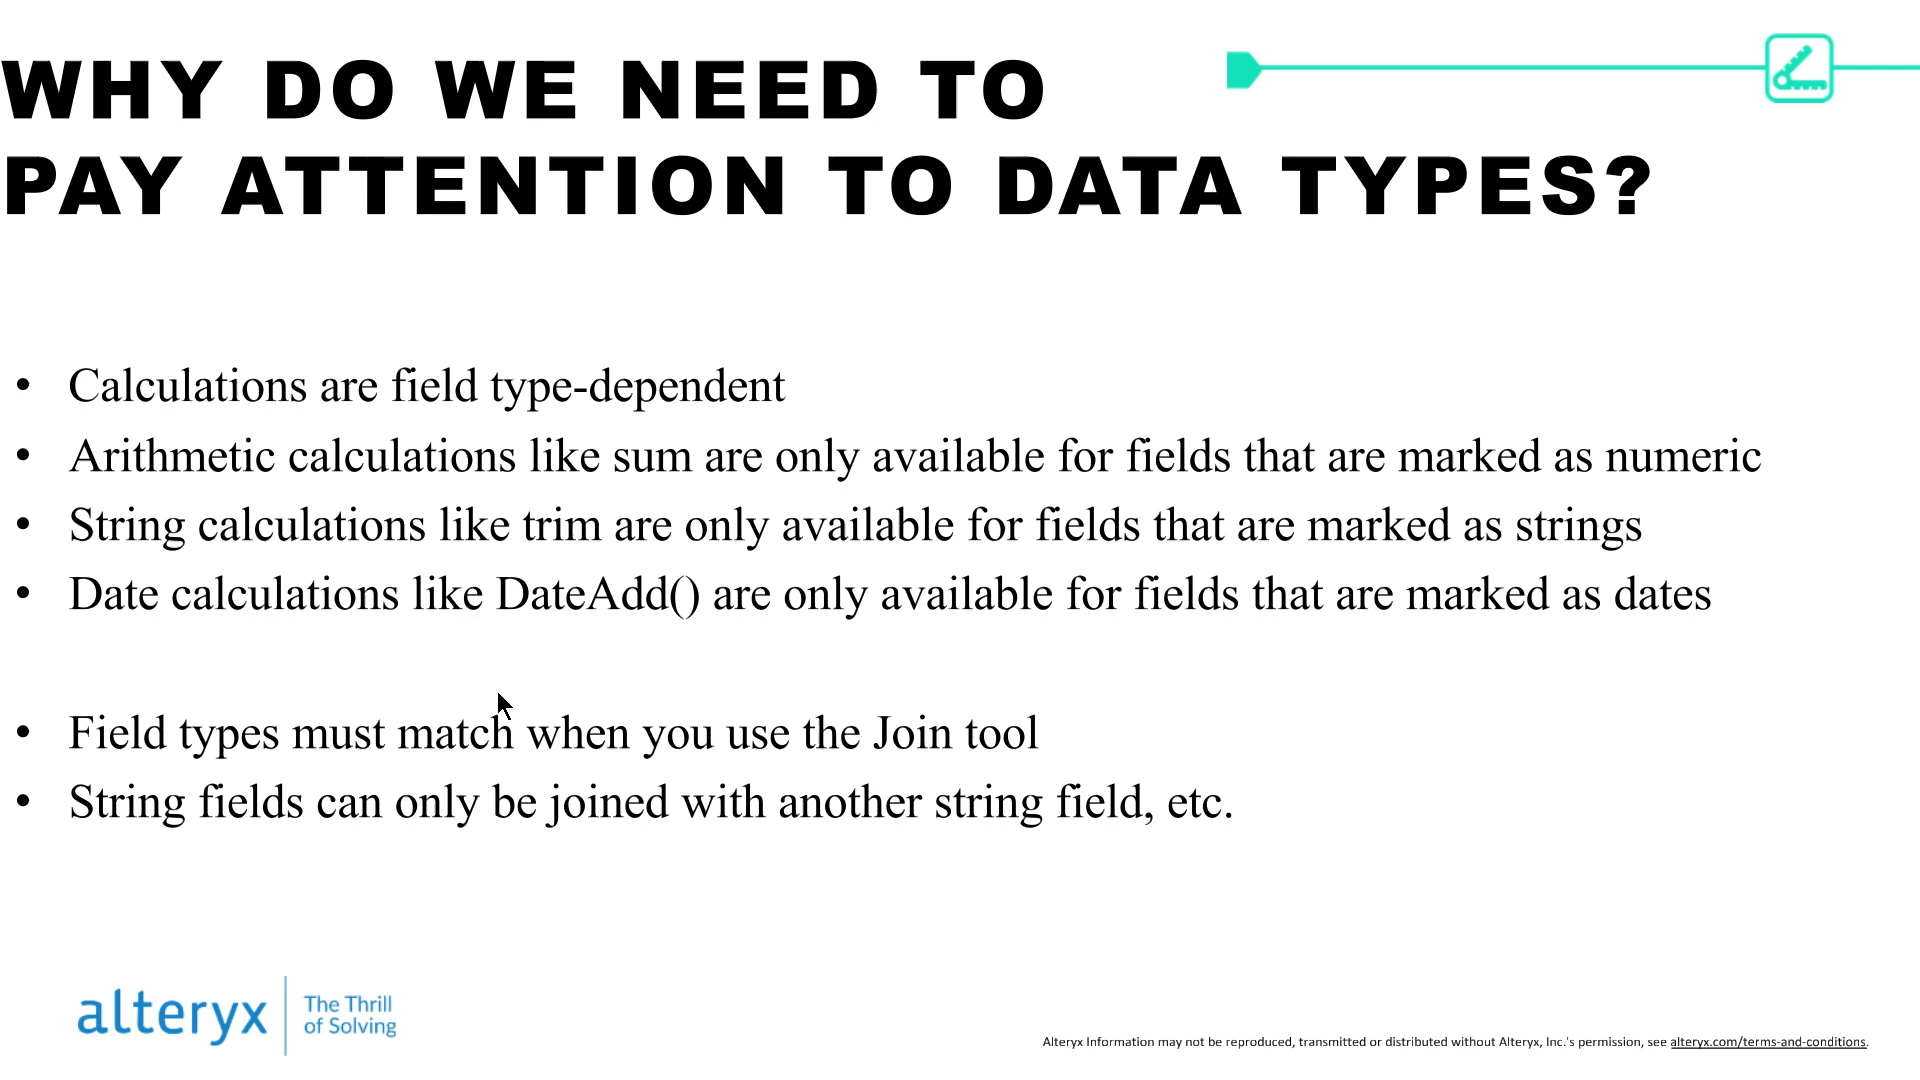 WHY DO WE NEED TO
PAY ATTENTION TO DATA TYPES?
• Calculations are field type-dependent
• Arithmetic calculations like sum are only available for fields that are marked as numeric
• String calculations like trim are only available for fields that are marked as strings
• Date calculations like DateAdd() are only available for fields that are marked as dates
• Field types must match when you use the Join tool
• String fields can only be joined with another string field, etc.
alteryx
The Thrill
of Solving
Alteryx Information may not be reproduced, transmitted or distributed without Alteryx, Inc.'s permission, see alteryx.com/terms-and-conditions.